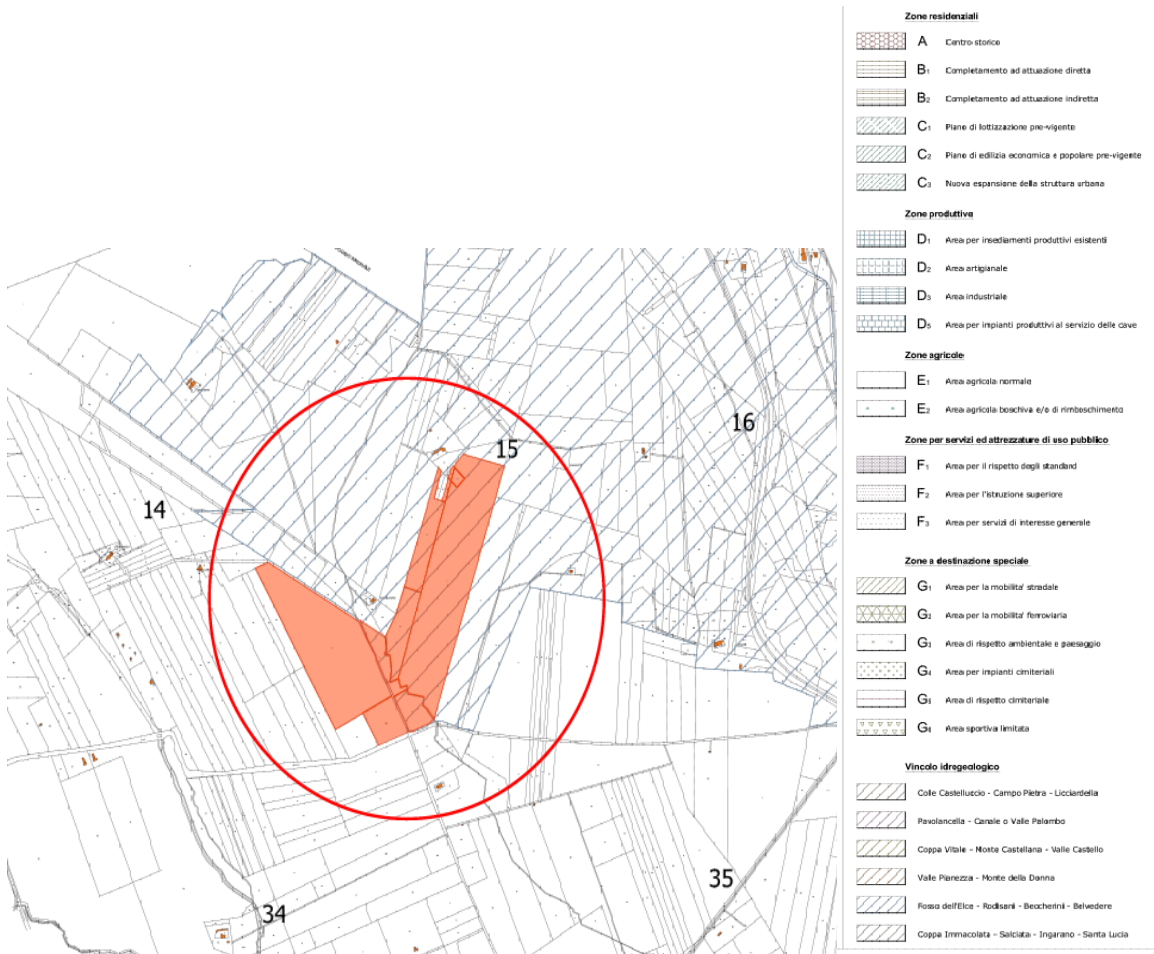 Zone residenziali
A Centro storico
B1 Completamento ad attuazione diretta
B2 Completamento ad attuazione indiretta
C1 Piano di lottizzazione pre-vigente
C2 Piano di edilizia economica e popolare pre-vigente
C3 Nuova espansione della struttura urbana
Zone produttive
D1 Area per insediamenti produttivi esistenti
D2 Area artigianale
D3 Area industriale
D5 Area per impianti produttivi al servizio delle cave
Zone agricole
E1 Area agricola normale
E2 Area agricola boschiva e/o di rimboschimento
Zone per servizi ed attrezzature di uso pubblico
F1 Area per il rispetto degli standard
F2 Area per l'istruzione superiore
F3 Area per servizi di interesse generale
Zone a destinazione speciale
G1 Area per la mobilita' stradale
G2 Area per la mobilita' ferroviaria
G3 Area di rispetto ambientale e paesaggio
G4 Area per impianti cimiteriali
G5 Area di rispetto cimiteriale
G6 Area sportiva limitata
Vincolo idregeologico
Colle Castelluccio - Campo Pietra - Licciardella
Pavolancella - Canale o Valle Palombo
Coppa Vitale - Monte Castellana - Valle Castello
Valle Pianezza - Monte della Donna
Fosso dell'Elce - Rodisani - Beccherini - Belvedere
Coppa Immacolata - Salciata - Ingarano - Santa Lucia
16
15
14
35
34